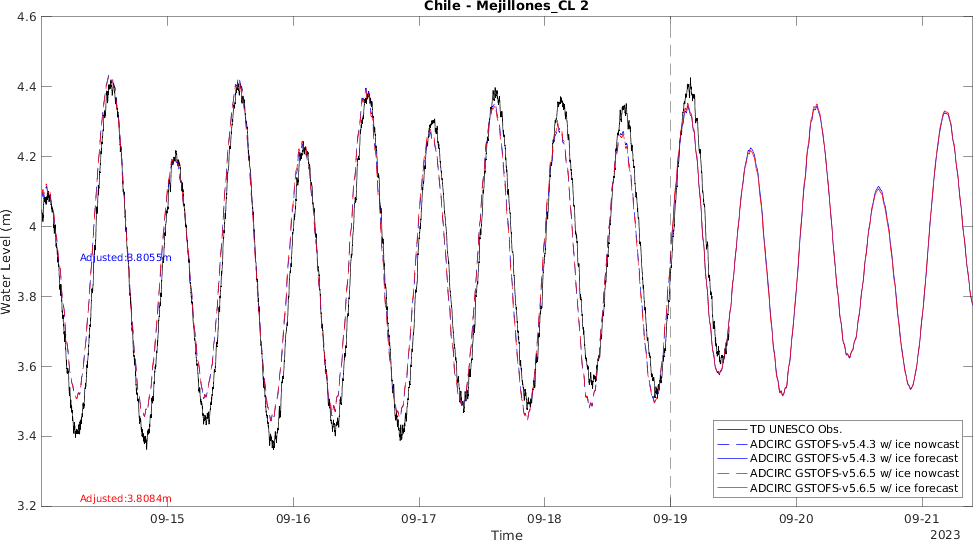 Chile - Mejillones_CL 2
4.6
4.4
4.2
4
3.8
3.6
3.4
3.2
Water Level (m)
Adjusted:3.8055m
Adjusted:3.8084m
TD UNESCO Obs.
ADCIRC GSTOFS-v5.4.3 w/ ice nowcast
ADCIRC GSTOFS-v5.4.3 w/ ice forecast
ADCIRC GSTOFS-v5.6.5 w/ ice nowcast
ADCIRC GSTOFS-v5.6.5 w/ ice forecast
09-15 09-16 09-17 09-18 09-19 09-20 09-21
Time
2023